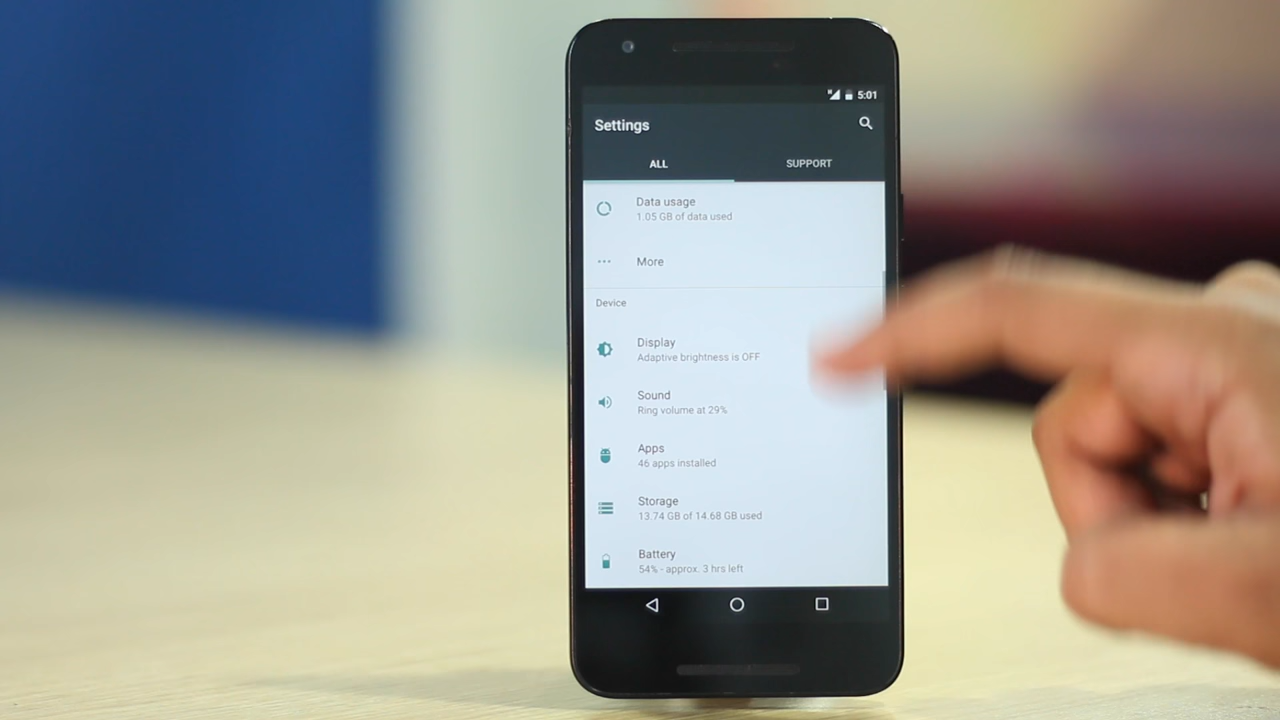 5:01
Settings
ALL
SUPPORT
Data usage
1.05 GB of data used
More
Device
Display
Adaptive brightness is OFF
Sound
Ring volume at 29%
Apps
46 apps installed
Storage
13.74 GB of 14.68 GB used
Battery
54% - approx. 3 hrs left